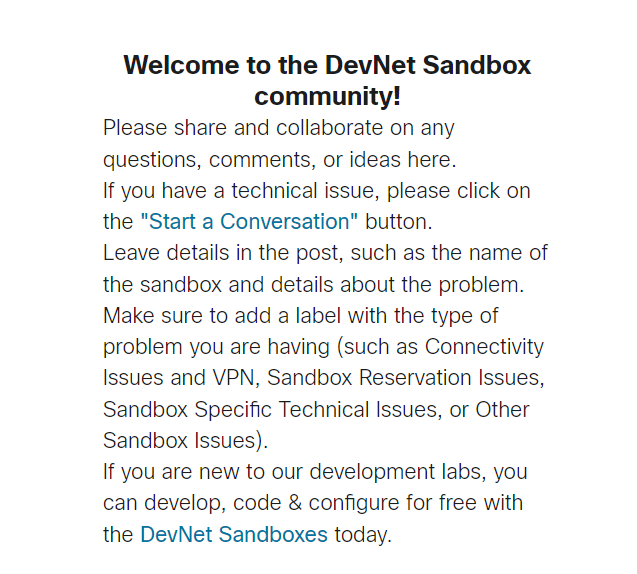 Welcome to the DevNet Sandbox
community!
Please share and collaborate on any
questions, comments, or ideas here.
If you have a technical issue, please click on
the "Start a Conversation" button.
Leave details in the post, such as the name of
the sandbox and details about the problem.
Make sure to add a label with the type of
problem you are having (such as Connectivity
Issues and VPN, Sandbox Reservation Issues,
Sandbox Specific Technical Issues, or Other
Sandbox Issues).
If you are new to our development labs, you
can develop, code & configure for free with
the DevNet Sandboxes today.